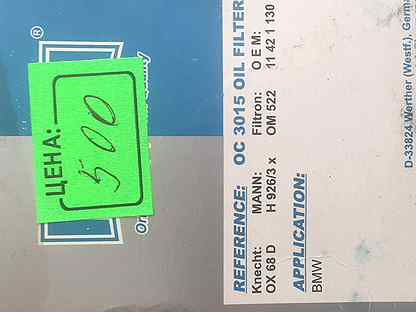 ®
ЦЕНА:
500
REFERENCE: OC 3015 OIL FILTER
Knecht: MANN: Filtron: O E M:
OX 68 D H 926/3 x OM 522 11 42 1 130
APPLICATION:
BMW
D-33824 Werther (Westf.), Germ